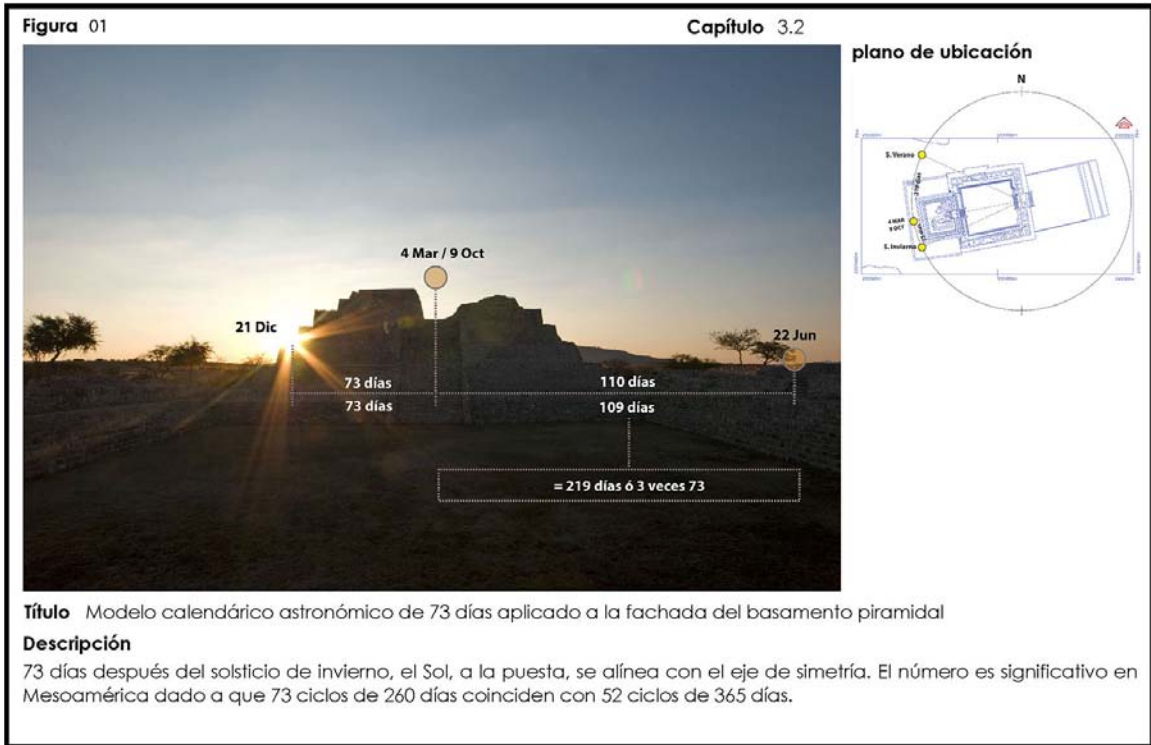 Figura 01
Capítulo 3.2
plano de ubicación
N
S. Verano
4 MAR
9 OCT
S. Invierno
4 Mar / 9 Oct
21 Dic
22 Jun
73 días
110 días
73 días
109 días
= 219 días ó 3 veces 73
Título Modelo calendárico astronómico de 73 días aplicado a la fachada del basamento piramidal
Descripción
73 días después del solsticio de invierno, el Sol, a la puesta, se alínea con el eje de simetría. El número es significativo en
Mesoamérica dado a que 73 ciclos de 260 días coinciden con 52 ciclos de 365 días.